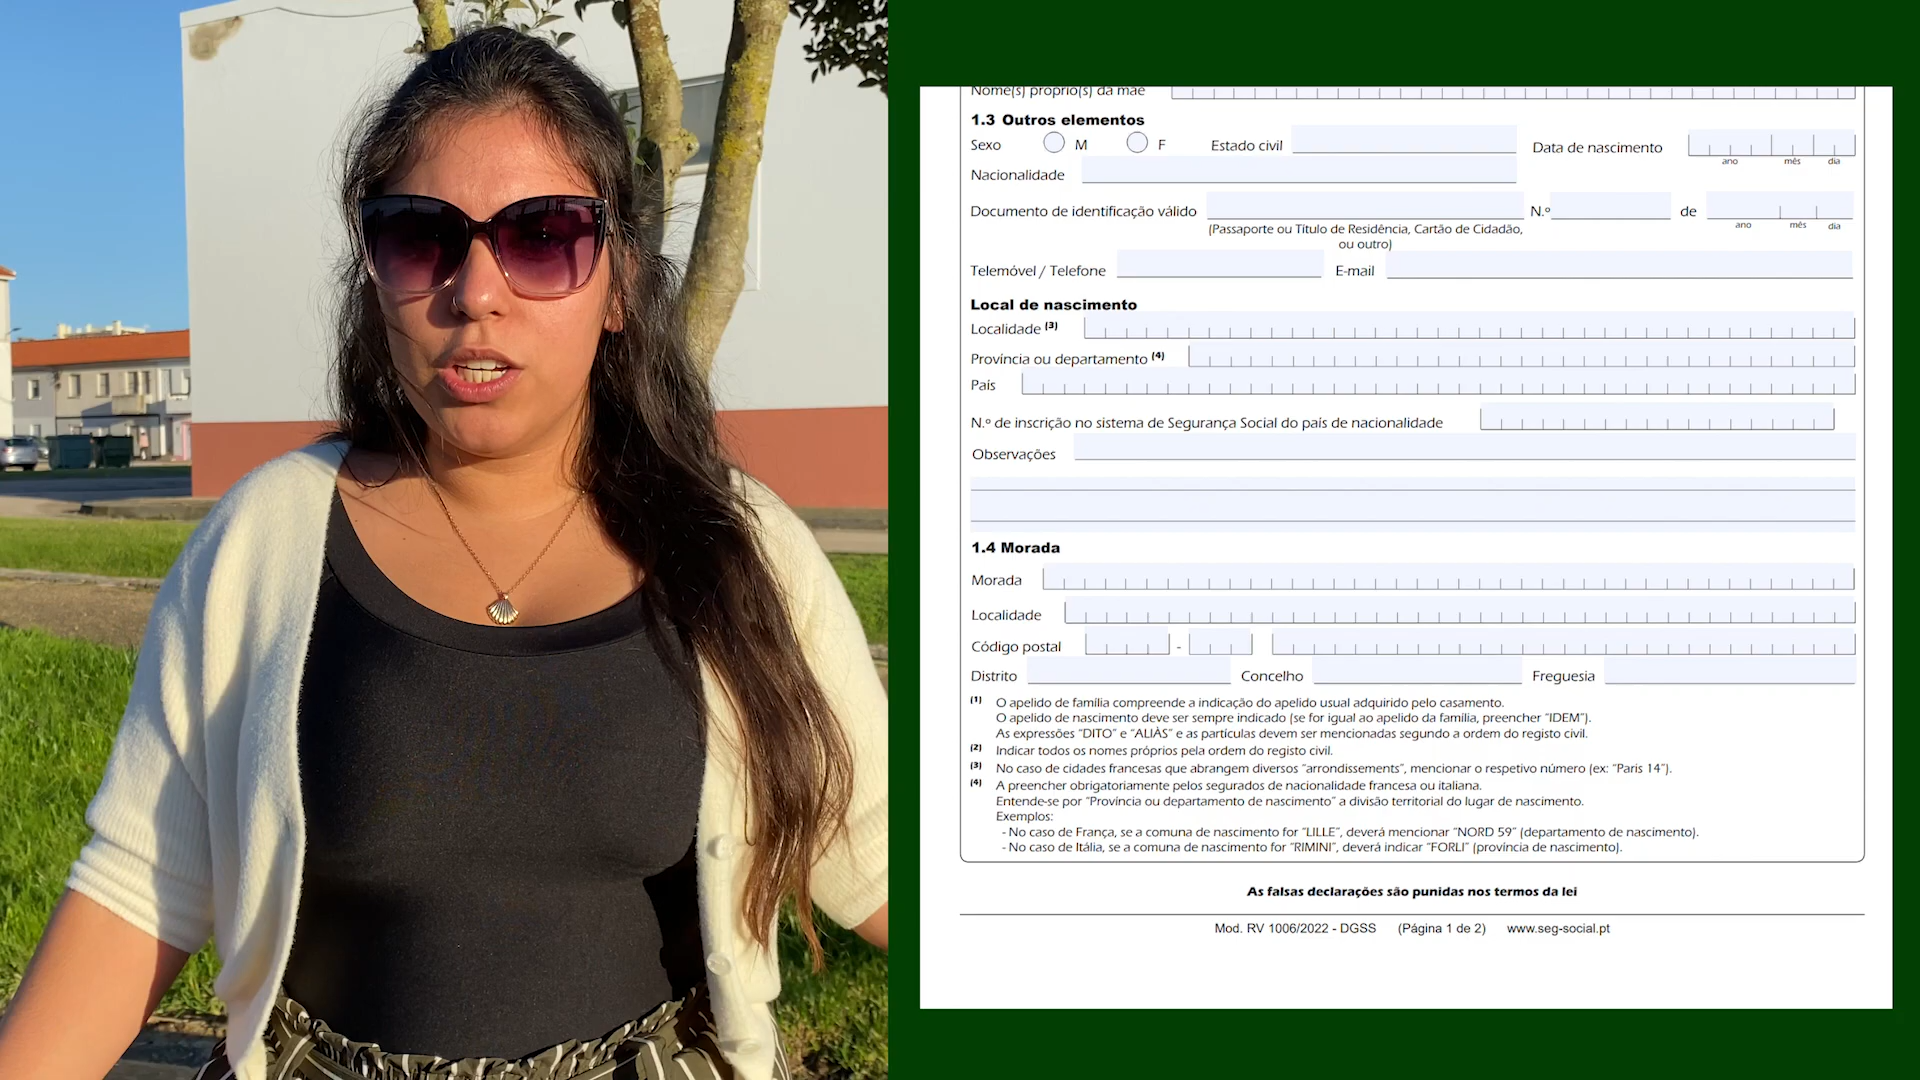 Nome(s) próprio(s) da mãe
1.3 Outros elementos
Sexo M F Estado civil Data de nascimento
ano mês dia
Nacionalidade
Documento de identificação válido N.º de
ano mês dia
(Passaporte ou Título de Residência, Cartão de Cidadão,
ou outro)
Telemóvel / Telefone E-mail
Local de nascimento
Localidade (3)
Província ou departamento (4)
País
N.º de inscrição no sistema de Segurança Social do país de nacionalidade
Observações
1.4 Morada
Morada
Localidade
Código postal -
Distrito Concelho Freguesia
(1) O apelido de família compreende a indicação do apelido usual adquirido pelo casamento.
O apelido de nascimento deve ser sempre indicado (se for igual ao apelido da família, preencher "IDEM").
As expressões "DITO" e "ALIÀS" e as partículas devem ser mencionadas segundo a ordem do registo civil.
(2) Indicar todos os nomes próprios pela ordem do registo civil.
(3) No caso de cidades francesas que abrangem diversos "arrondissements", mencionar o respetivo número (ex: "Paris 14").
(4) A preencher obrigatoriamente pelos segurados de nacionalidade francesa ou italiana.
Entende-se por "Província ou departamento de nascimento" a divisão territorial do lugar de nascimento.
Exemplos:
- No caso de França, se a comuna de nascimento for "LILLE", deverá mencionar "NORD 59" (departamento de nascimento).
- No caso de Itália, se a comuna de nascimento for "RIMINI", deverá indicar "FORLI" (província de nascimento).
As falsas declarações são punidas nos termos da lei
Mod. RV 1006/2022 - DGSS (Página 1 de 2) www.seg-social.pt